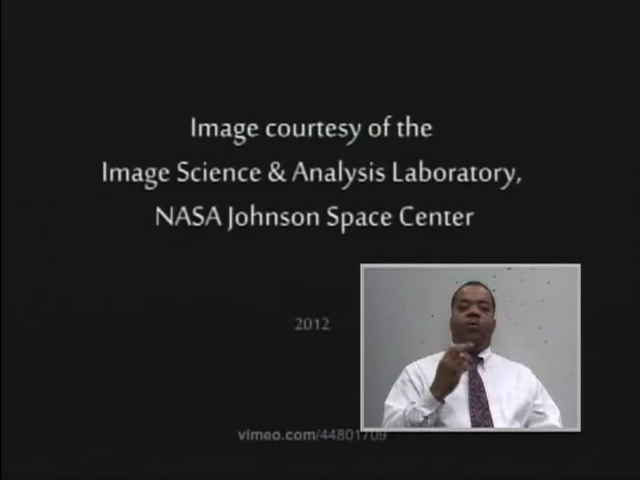 Image courtesy of the
Image Science & Analysis Laboratory,
NASA Johnson Space Center
2012
vimeo.com/44801709